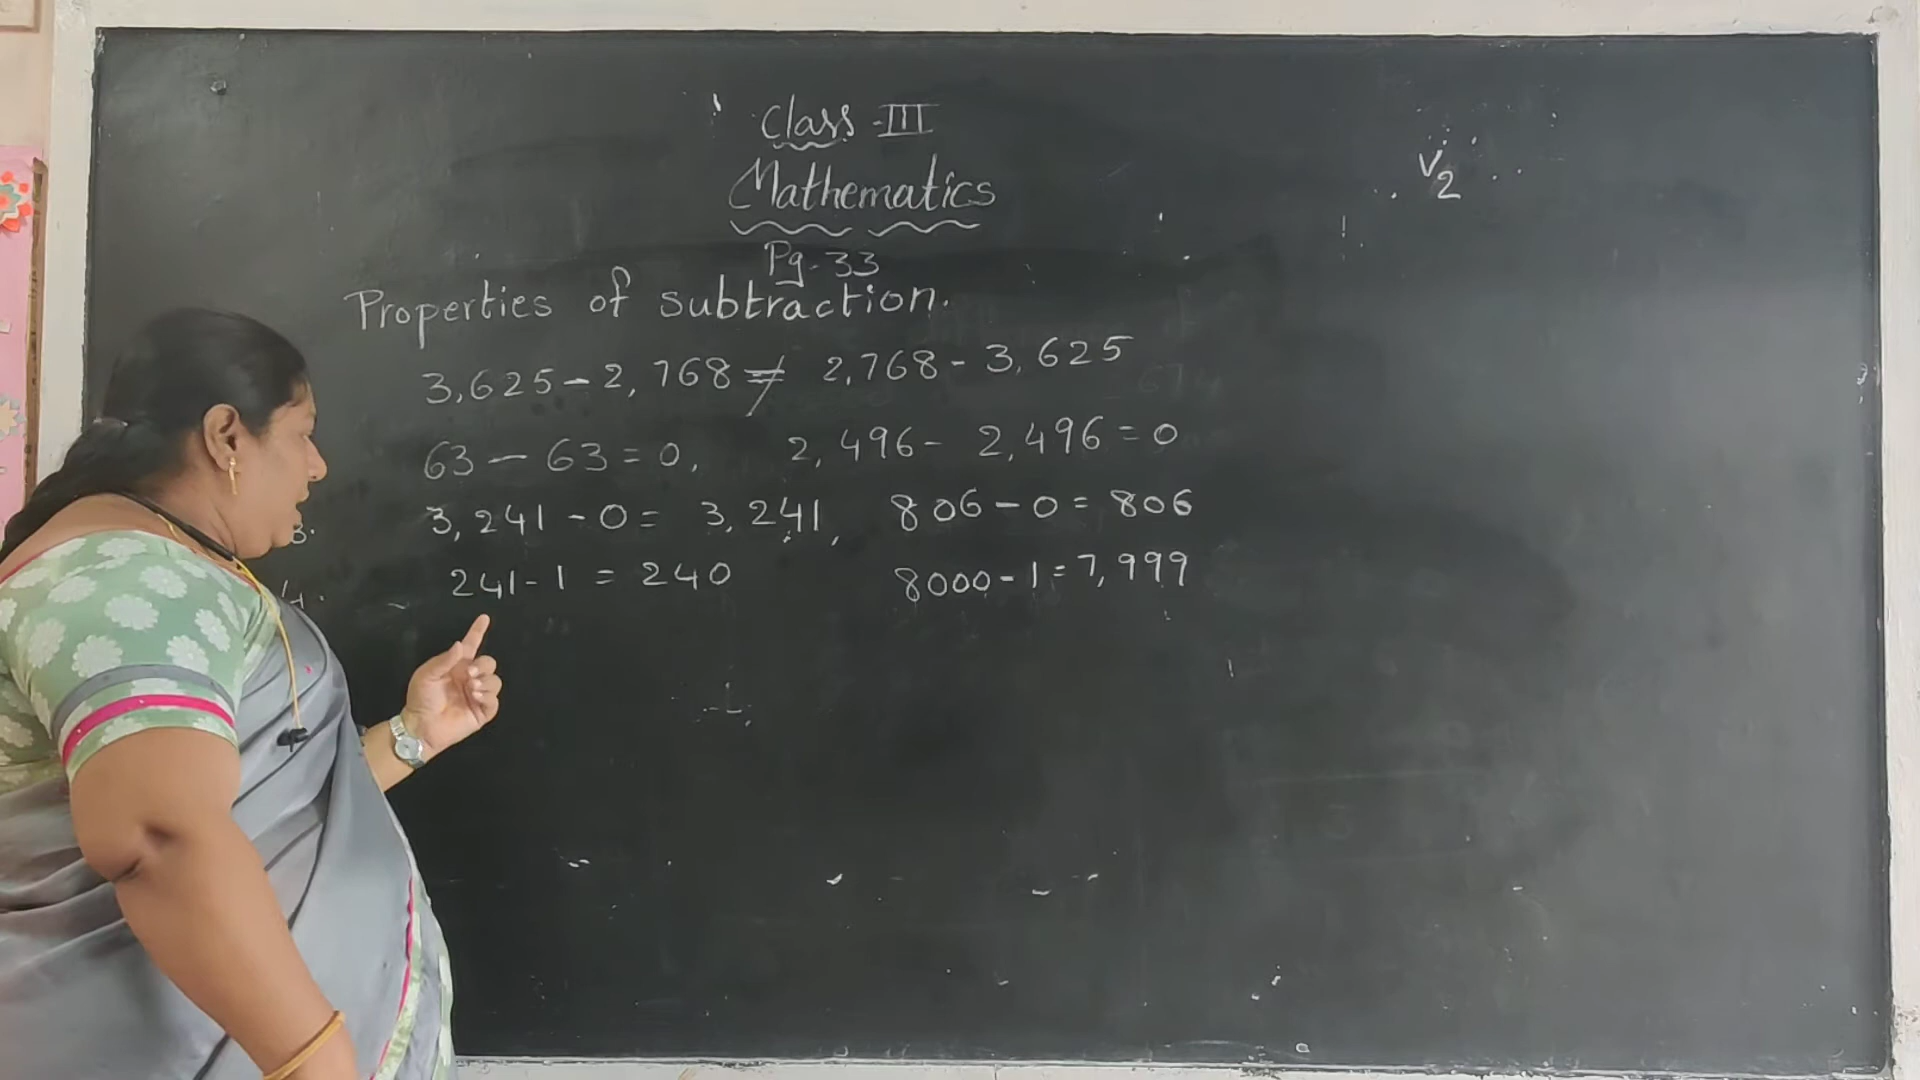 Class - III
V2
Mathematics
Pg-33
Properties of subtraction.
3,625 - 2,768 ≠ 2,768 - 3,625
63 - 63 = 0, 2,496 - 2,496 = 0
3. 3,241 - 0 = 3,241, 806 - 0 = 806
4. 241 - 1 = 240 8000 - 1 = 7,999